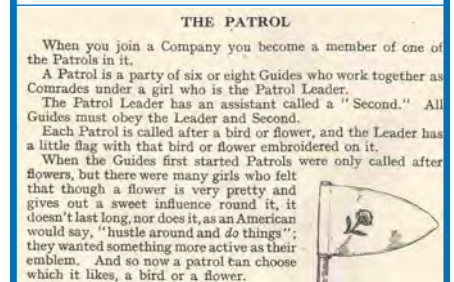 THE PATROL
When you join a Company you become a member of one of
the Patrols in it.
A Patrol is a party of six or eight Guides who work together as
Comrades under a girl who is the Patrol Leader.
The Patrol Leader has an assistant called a "Second." All
Guides must obey the Leader and Second.
Each Patrol is called after a bird or flower, and the Leader has
a little flag with that bird or flower embroidered on it.
When the Guides first started Patrols were only called after
flowers, but there were many girls who felt
that though a flower is very pretty and
gives out a sweet influence round it, it
doesn't last long, nor does it, as an American
would say, "hustle around and do things";
they wanted something more active as their
emblem. And so now a patrol can choose
which it likes, a bird or a flower.